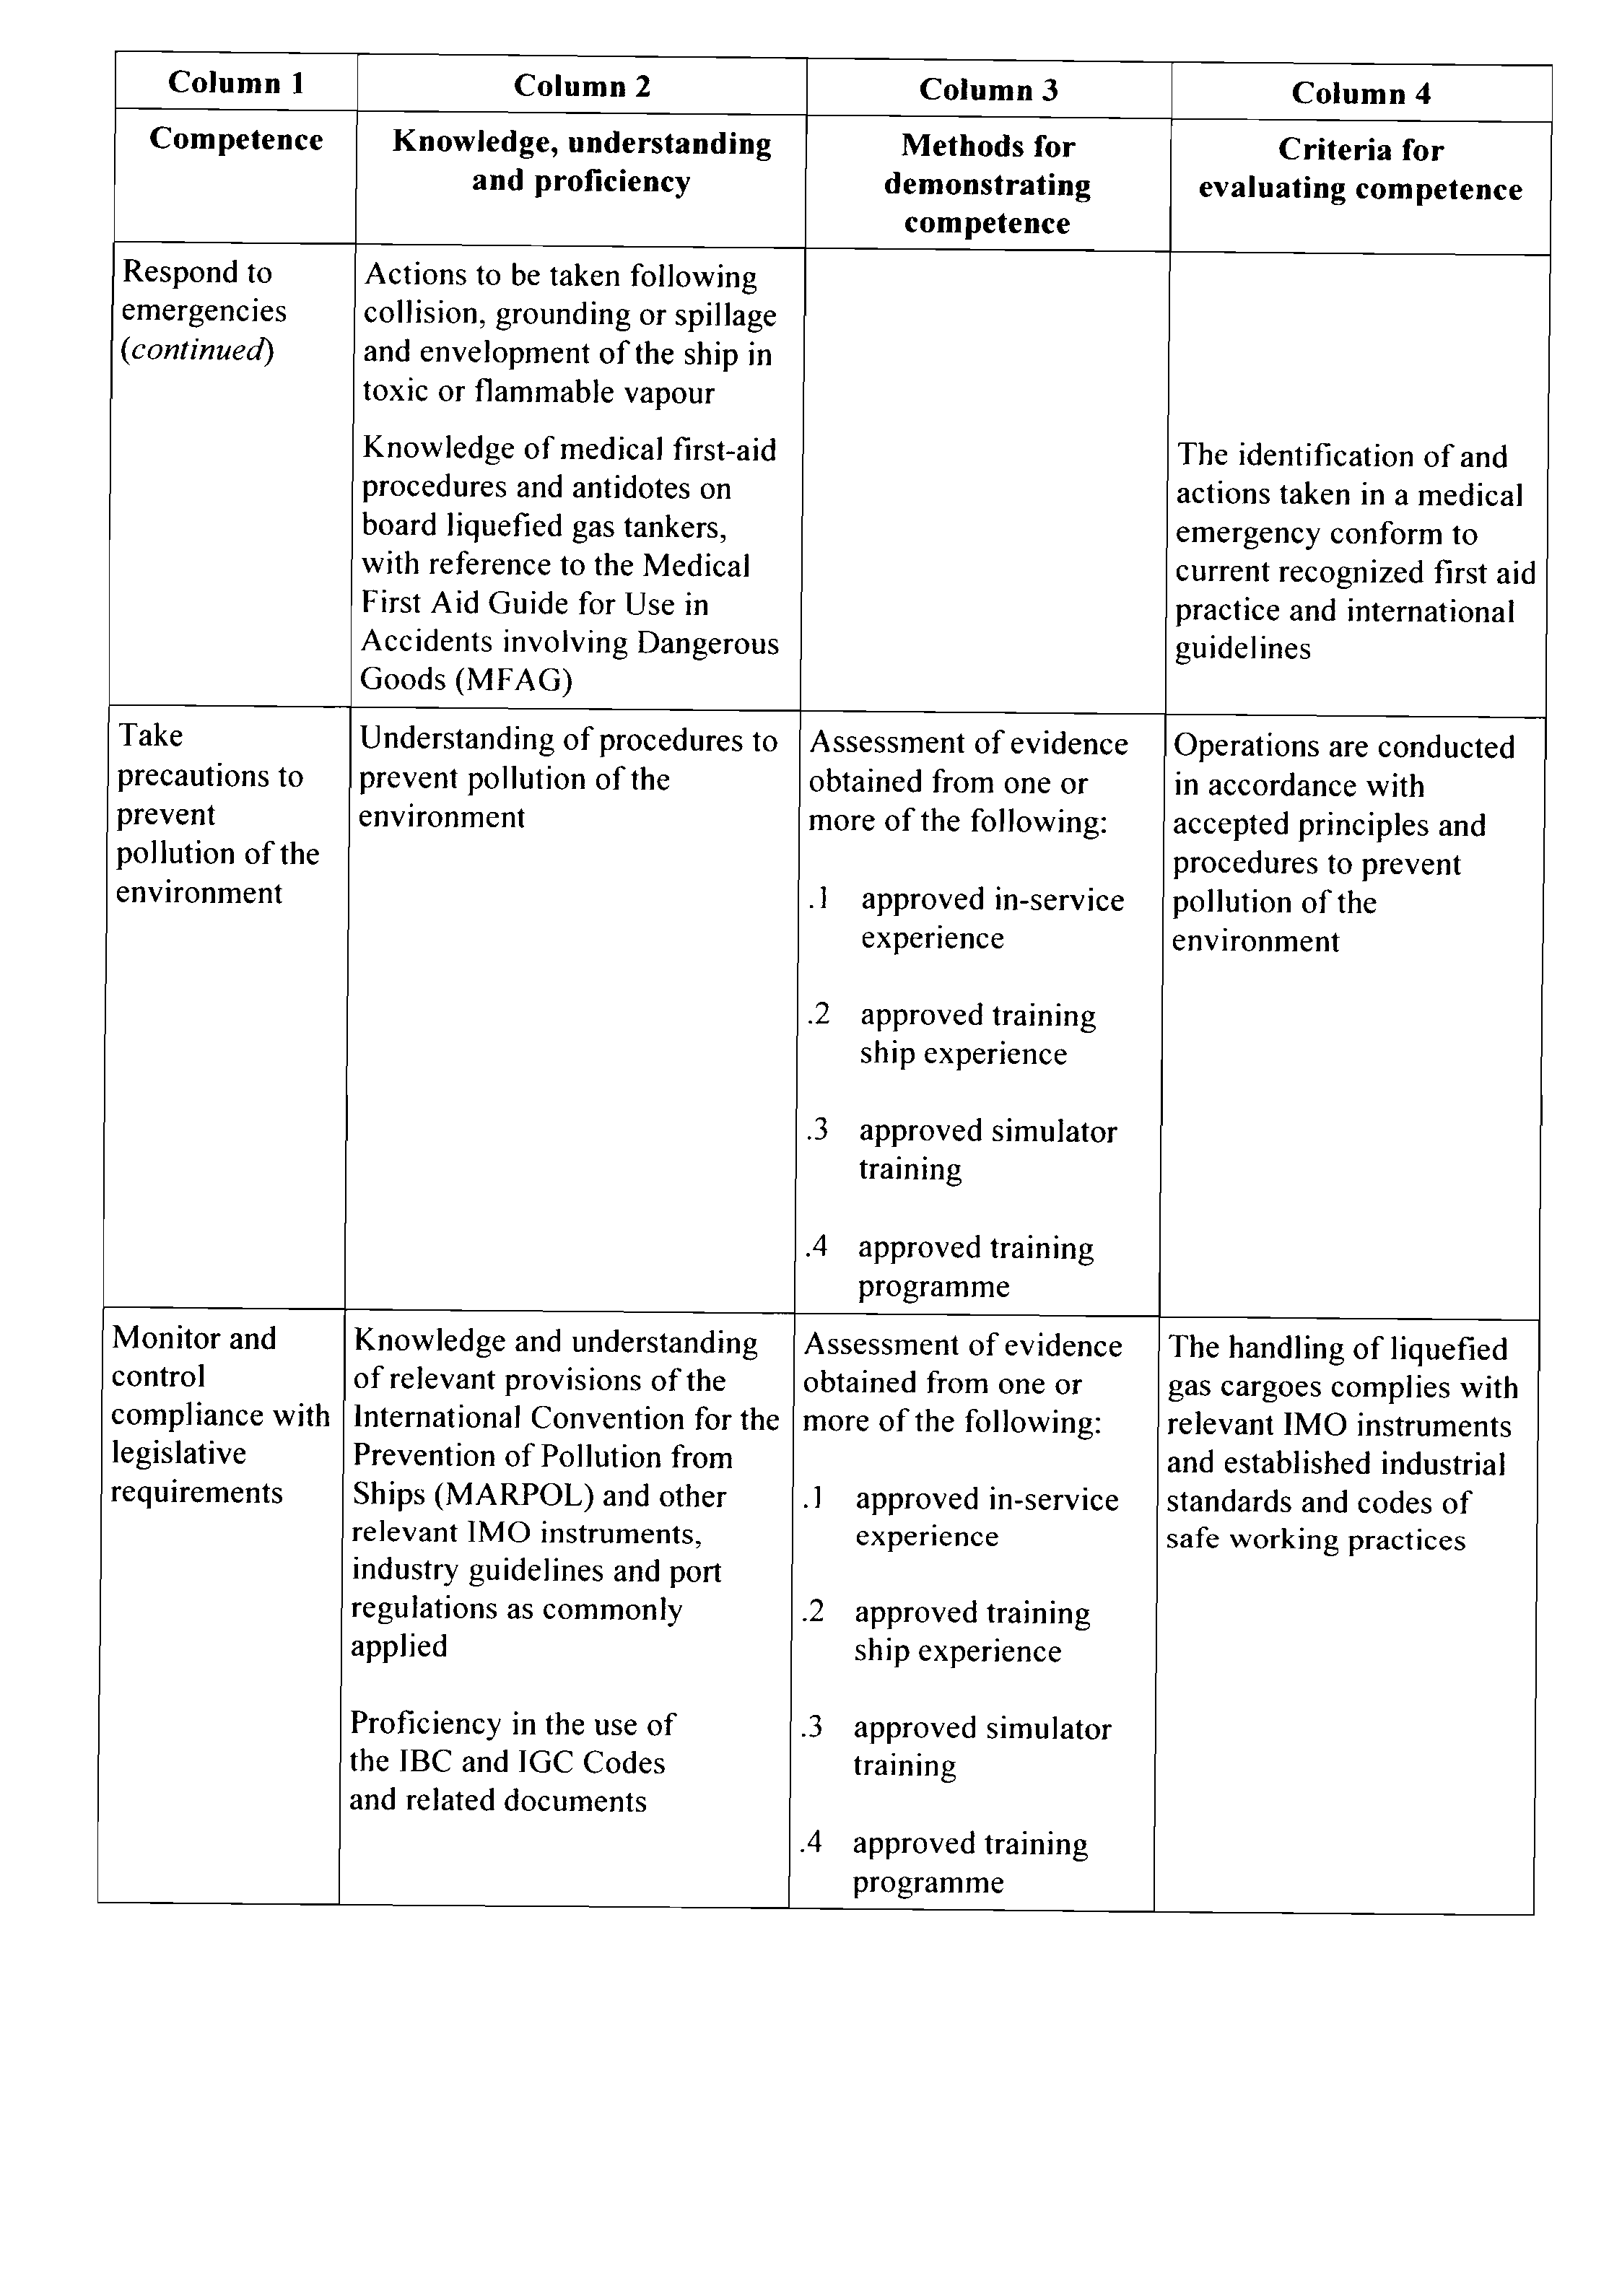 Column 1
Column 2
Column 3
Column 4
Competence
Knowledge, understanding
and proficiency
Methods for
demonstrating
competence
Criteria for
evaluating competence
Respond to
emergencies
(continued)
Actions to be taken following
collision, grounding or spillage
and envelopment of the ship in
toxic or flammable vapour
Knowledge of medical first-aid
procedures and antidotes on
board liquefied gas tankers,
with reference to the Medical
First Aid Guide for Use in
Accidents involving Dangerous
Goods (MFAG)
The identification of and
actions taken in a medical
emergency conform to
current recognized first aid
practice and international
guidelines
Take
precautions to
prevent
pollution of the
environment
Understanding of procedures to
prevent pollution of the
environment
Assessment of evidence
obtained from one or
more of the following:
.1 approved in-service
experience
.2 approved training
ship experience
.3 approved simulator
training
.4 approved training
programme
Operations are conducted
in accordance with
accepted principles and
procedures to prevent
pollution of the
environment
Monitor and
control
compliance with
legislative
requirements
Knowledge and understanding
of relevant provisions of the
International Convention for the
Prevention of Pollution from
Ships (MARPOL) and other
relevant IMO instruments,
industry guidelines and port
regulations as commonly
applied
Proficiency in the use of
the IBC and IGC Codes
and related documents
Assessment of evidence
obtained from one or
more of the following:
.1 approved in-service
experience
.2 approved training
ship experience
.3 approved simulator
training
.4 approved training
programme
The handling of liquefied
gas cargoes complies with
relevant IMO instruments
and established industrial
standards and codes of
safe working practices